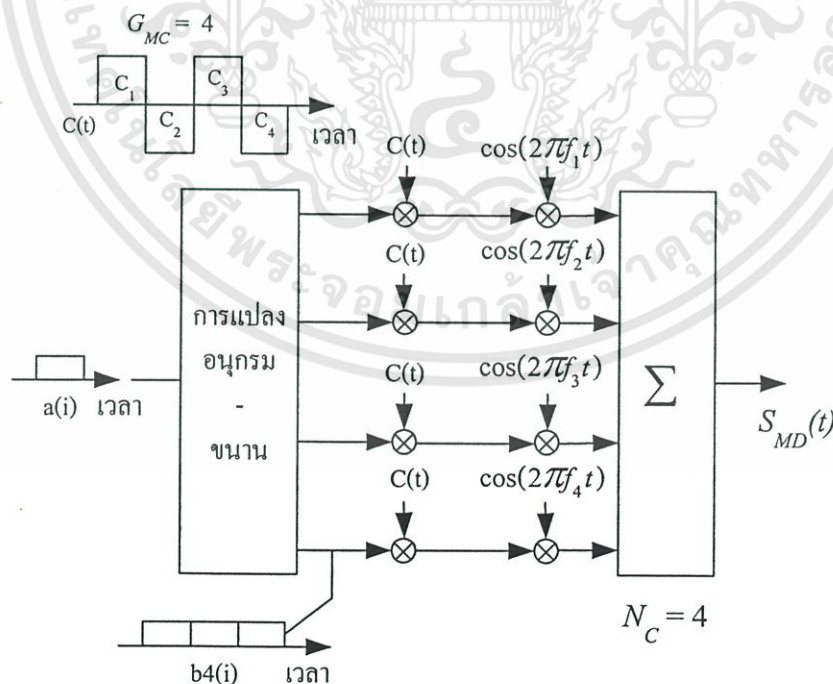 G_MC = 4
C_1
C_2
C_3
C_4
C(t)
เวลา
C(t)
cos(2πf_1t)
C(t)
cos(2πf_2t)
การแปลง
อนุกรม
-
ขนาน
a(i) เวลา
C(t)
cos(2πf_3t)
Σ
S_MD(t)
C(t)
cos(2πf_4t)
N_C = 4
b4(i) เวลา